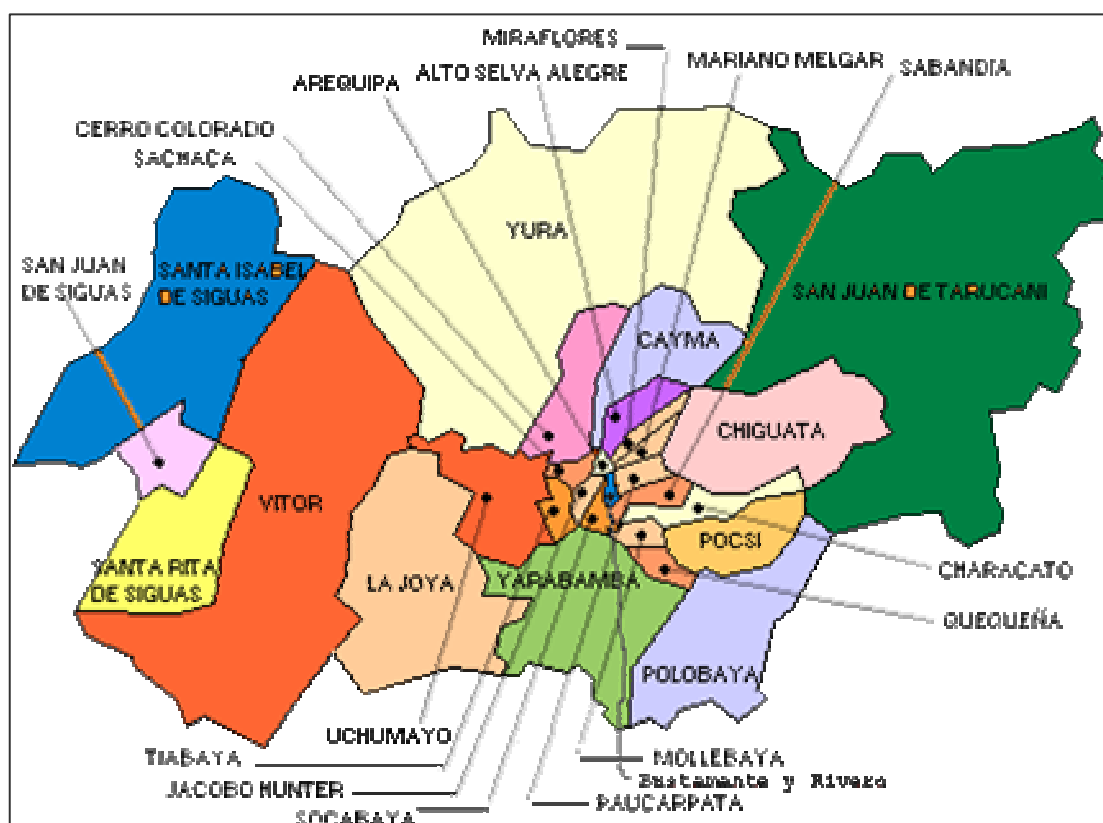 MIRAFLORES
MARIANO MELGAR
SABANDIA
ALTO SELVA ALEGRE
AREQUIPA
CERRO COLORADO
SACHACA
YURA
SAN JUAN
DE SIGUAS
SANTA ISABEL
DE SIGUAS
SAN JUAN DE TARUCANI
CAYMA
CHIGUATA
VITOR
POCSI
SANTA RITA
DE SIGUAS
LA JOYA
YARABAMBA
CHARACATO
QUEQUEÑA
POLOBAYA
UCHUMAYO
TIABAYA
MOLLEBAYA
Bustamante y Rivero
JACOBO HUNTER
PAUCARPATA
SOCABAYA